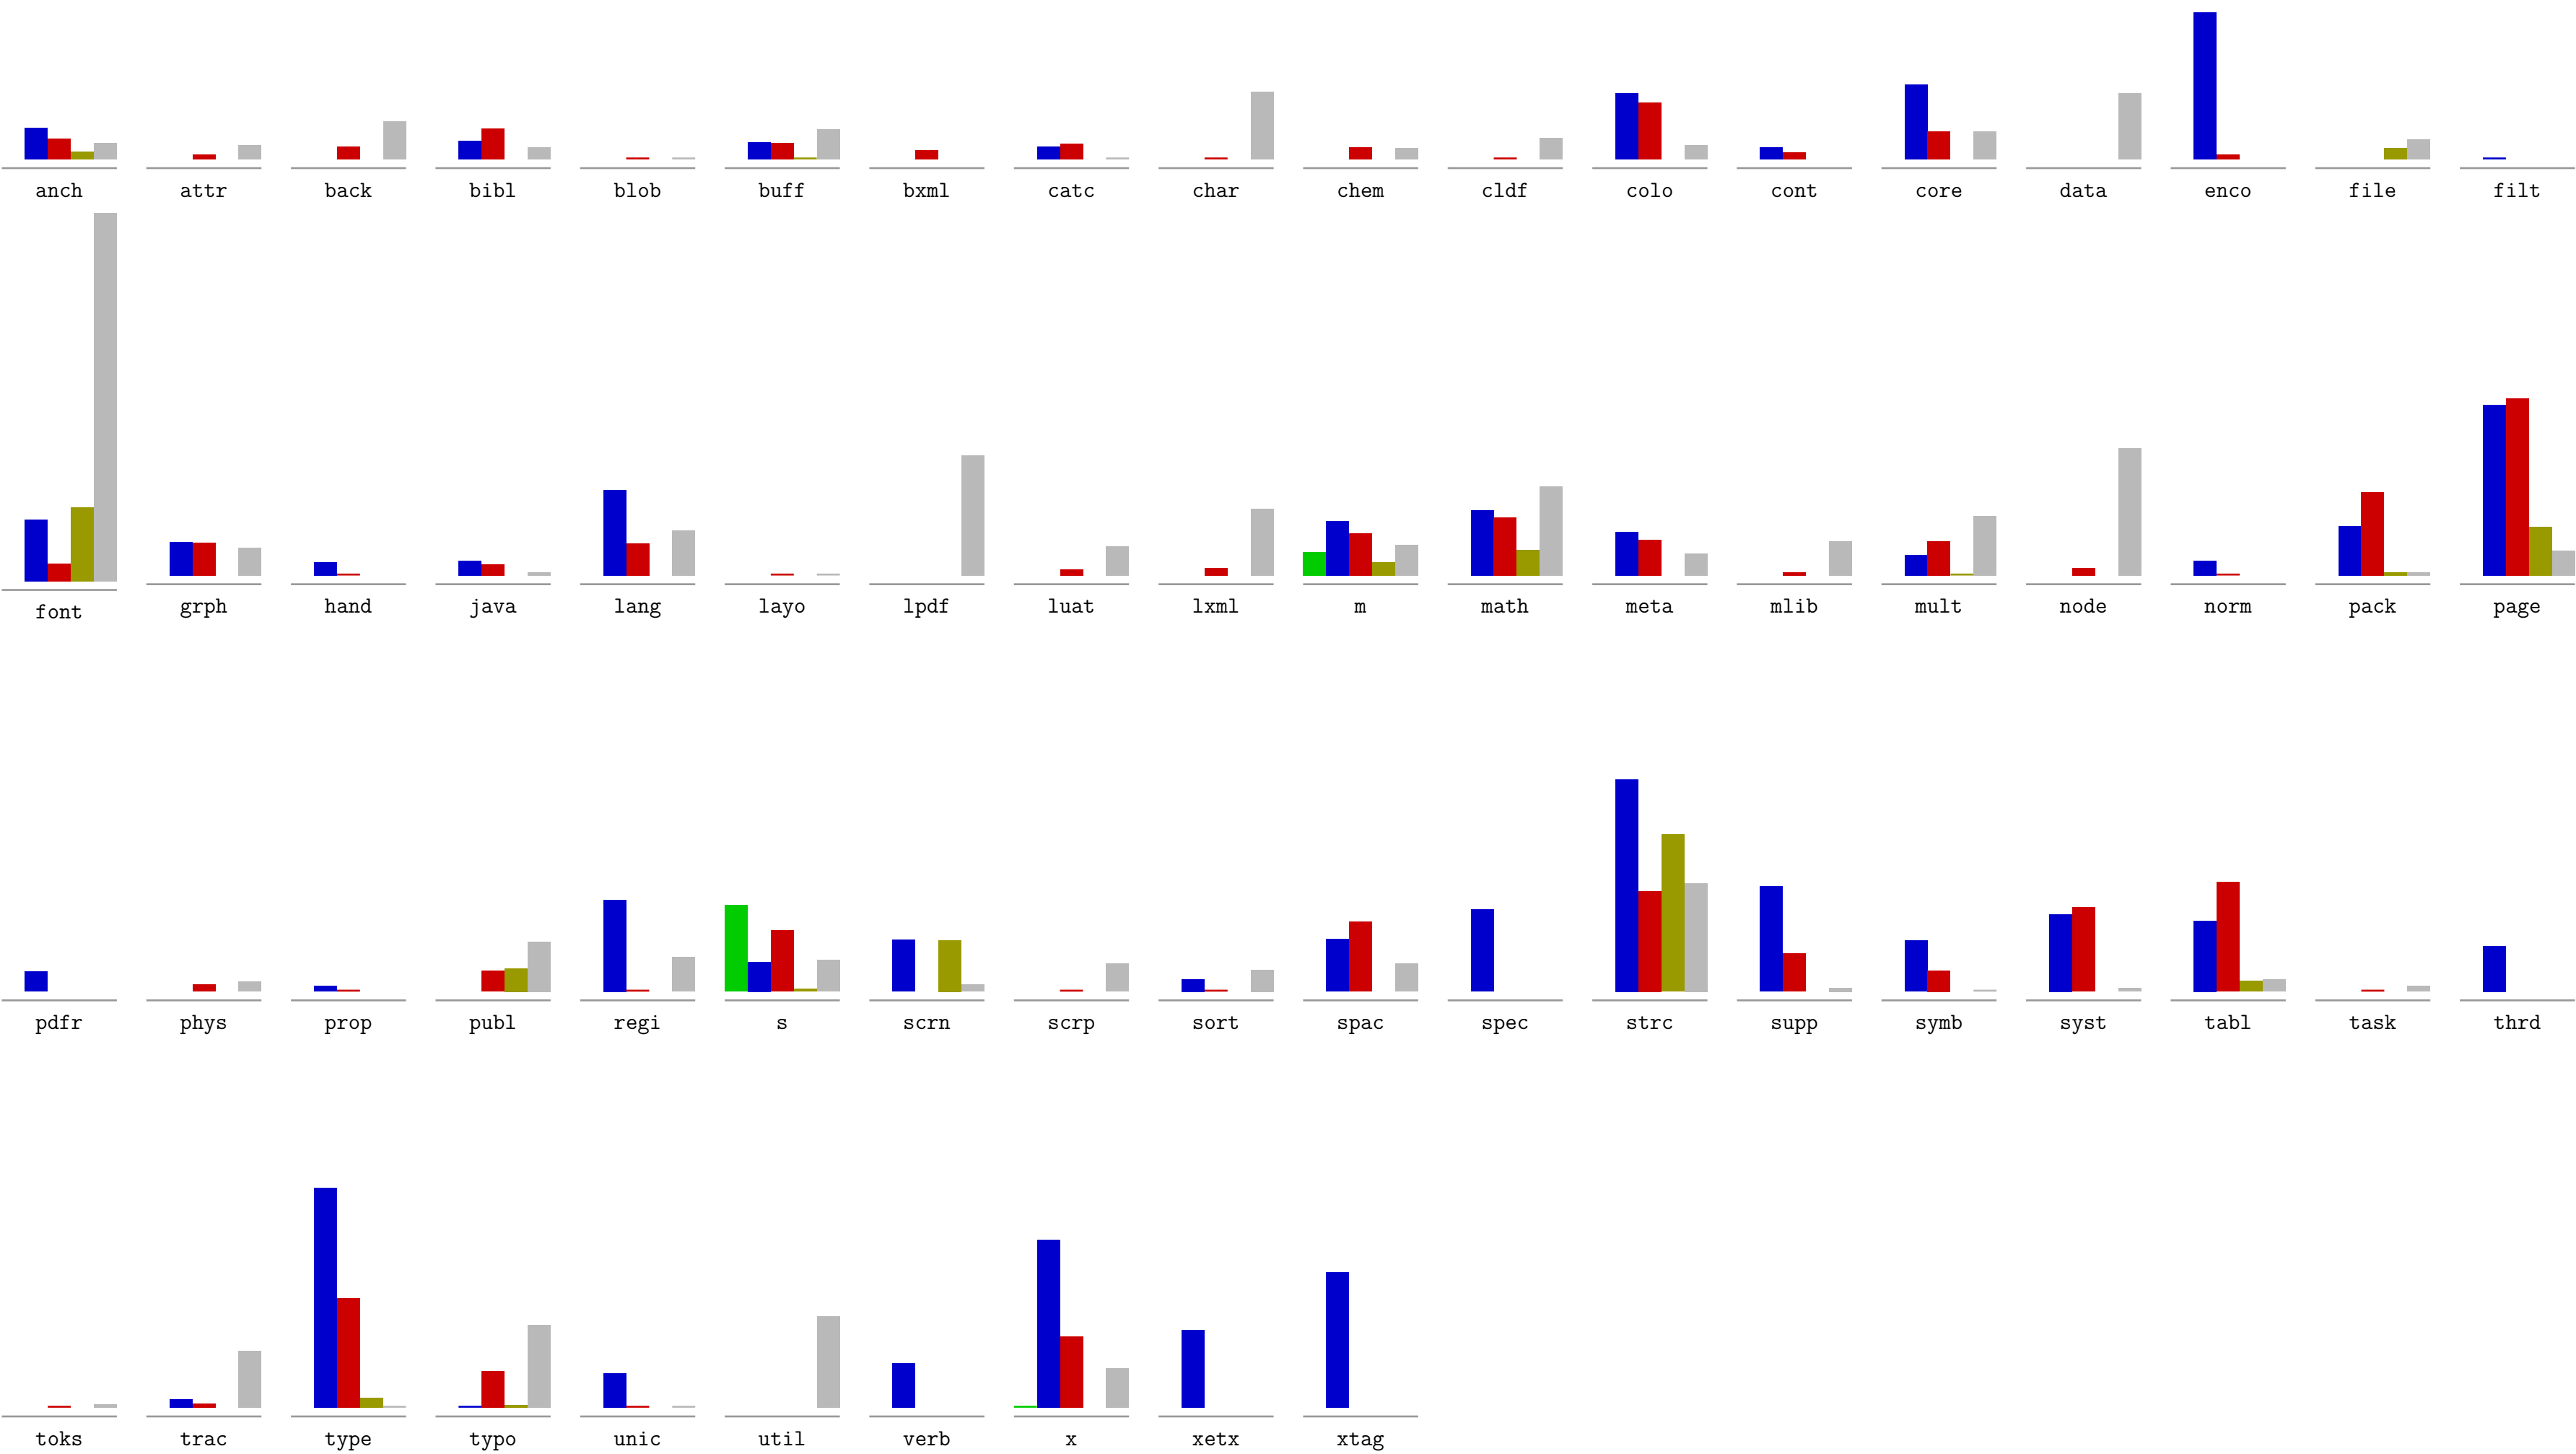 anch attr back bibl blob buff bxml catc char chem cldf colo cont core data enco file filt
font grph hand java lang layo lpdf luat lxml m math meta mlib mult node norm pack page
pdfr phys prop publ regi s scrn scrp sort spac spec strc supp symb syst tabl task thrd
toks trac type typo unic util verb x xetx xtag